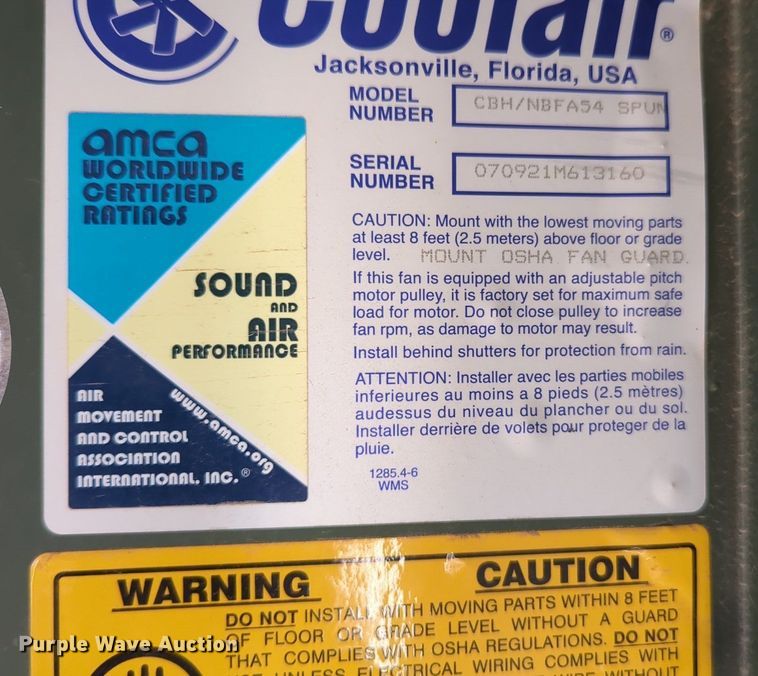 Coolair®
Jacksonville, Florida, USA
MODEL
NUMBER
CBH/NBFA54 SPUN
SERIAL
NUMBER
070921M613160
amca
WORLDWIDE
CERTIFIED
RATINGS
SOUND
AND
AIR
PERFORMANCE
AIR
MOVEMENT
AND CONTROL
ASSOCIATION
INTERNATIONAL, INC.®
www.amca.org
CAUTION: Mount with the lowest moving parts
at least 8 feet (2.5 meters) above floor or grade
level. MOUNT OSHA FAN GUARD.
If this fan is equipped with an adjustable pitch
motor pulley, it is factory set for maximum safe
load for motor. Do not close pulley to increase
fan rpm, as damage to motor may result.
Install behind shutters for protection from rain.
ATTENTION: Installer avec les parties mobiles
inferieures au moins a 8 pieds (2.5 mètres)
audessus du niveau du plancher ou du sol.
Installer derrière de volets pour proteger de la
pluie.
1285.4-6
WMS
WARNING CAUTION
DO NOT INSTALL WITH MOVING PARTS WITHIN 8 FEET
OF FLOOR OR GRADE LEVEL WITHOUT A GUARD
THAT COMPLIES WITH OSHA REGULATIONS. DO NOT
USE UNLESS ELECTRICAL WIRING COMPLIES WITH
WITHOUT
Purple Wave Auction